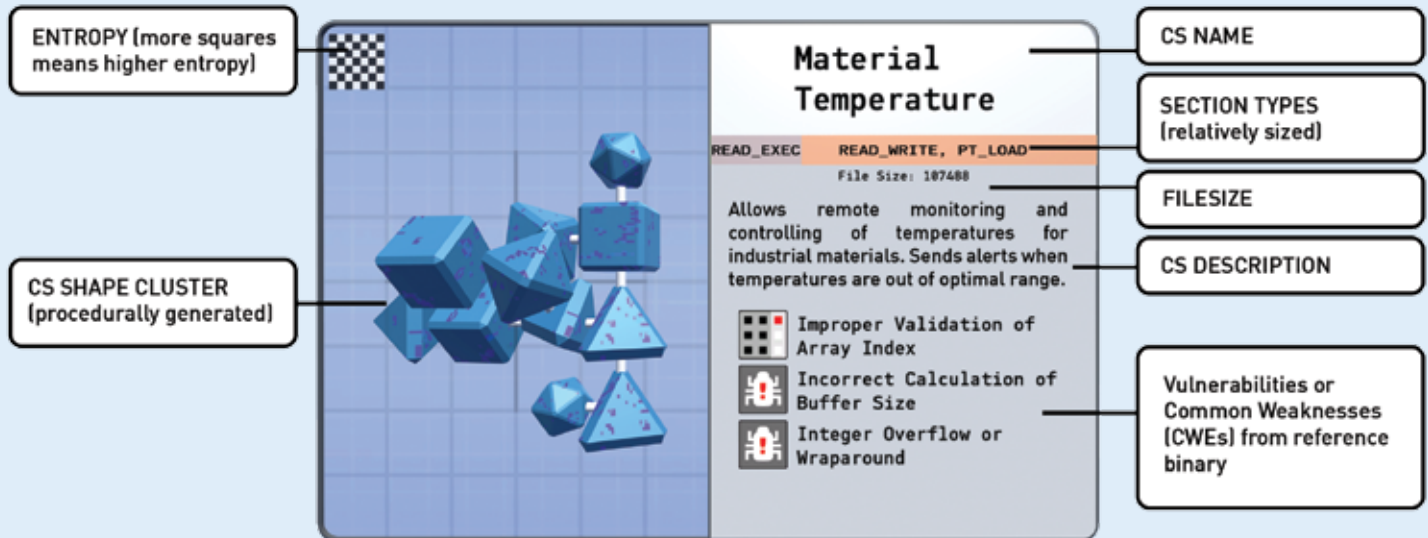 ENTROPY (more squares
means higher entropy)
CS SHAPE CLUSTER
(procedurally generated)
Material
Temperature
READ_EXEC READ_WRITE, PT_LOAD
File Size: 107488
Allows remote monitoring and
controlling of temperatures for
industrial materials. Sends alerts when
temperatures are out of optimal range.
Improper Validation of
Array Index
Incorrect Calculation of
Buffer Size
Integer Overflow or
Wraparound
CS NAME
SECTION TYPES
(relatively sized)
FILESIZE
CS DESCRIPTION
Vulnerabilities or
Common Weaknesses
(CWEs) from reference
binary